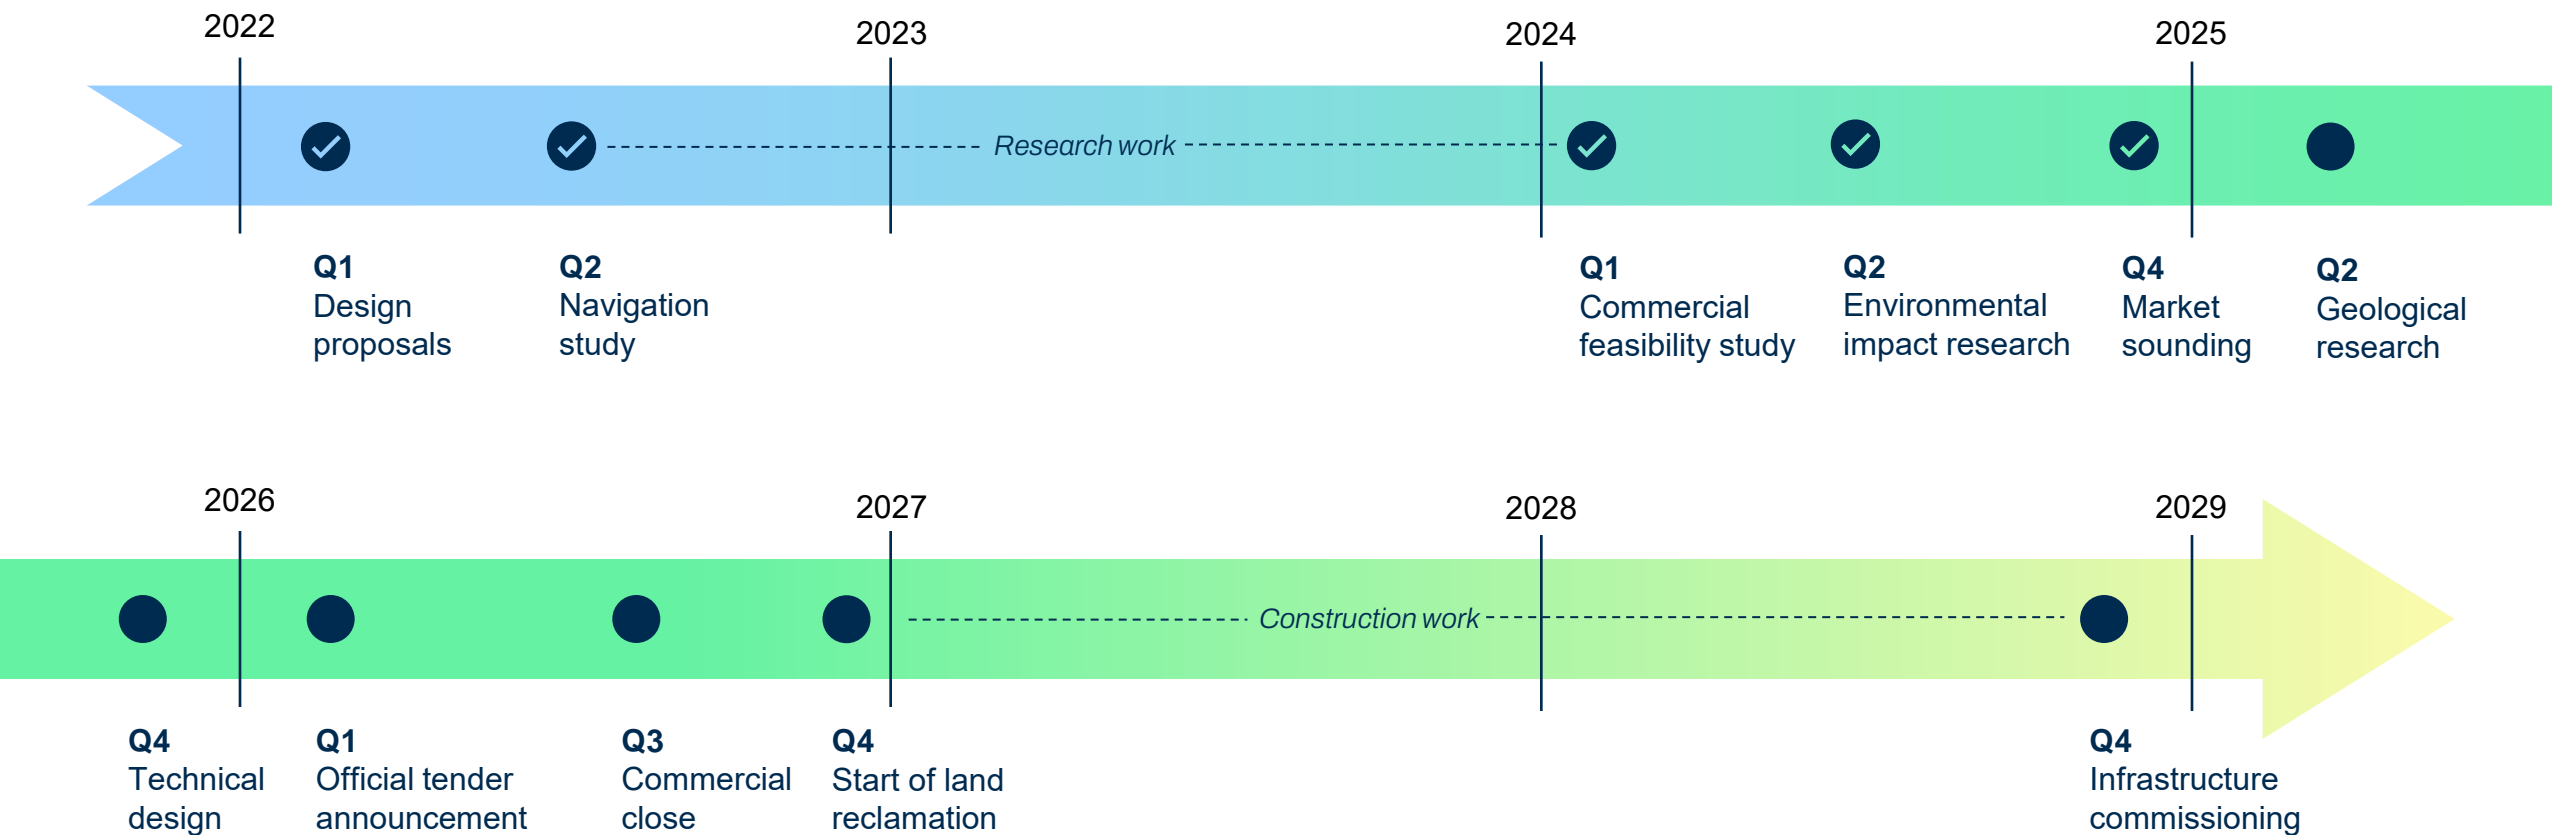 2022
2023
2024
2025
Research work
Q1
Design
proposals
Q2
Navigation
study
Q1
Commercial
feasibility study
Q2
Environmental
impact research
Q4
Market
sounding
Q2
Geological
research
2026
2027
2028
2029
Construction work
Q4
Technical
design
Q1
Official tender
announcement
Q3
Commercial
close
Q4
Start of land
reclamation
Q4
Infrastructure
commissioning